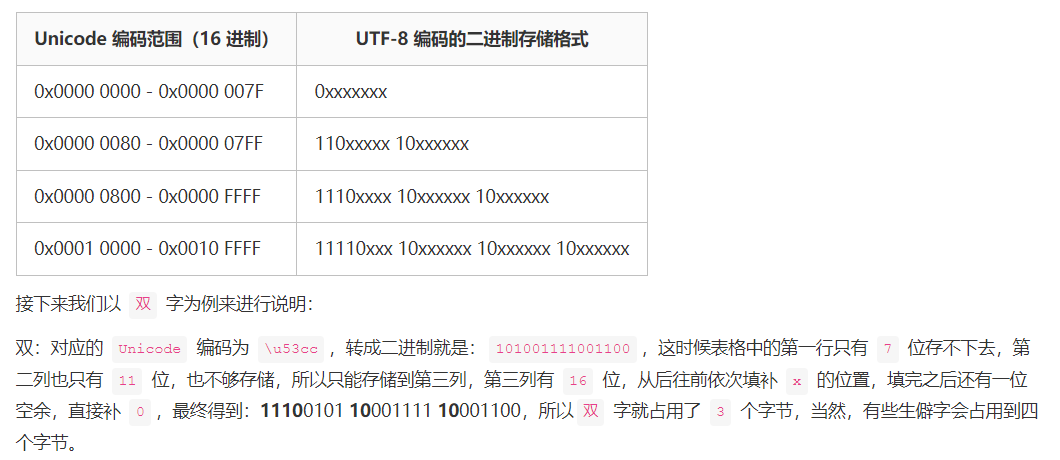 Unicode 编码范围（16 进制） UTF-8 编码的二进制存储格式
0x0000 0000 - 0x0000 007F 0xxxxxxx
0x0000 0080 - 0x0000 07FF 110xxxxx 10xxxxxx
0x0000 0800 - 0x0000 FFFF 1110xxxx 10xxxxxx 10xxxxxx
0x0001 0000 - 0x0010 FFFF 11110xxx 10xxxxxx 10xxxxxx 10xxxxxx
接下来我们以 双 字为例来进行说明：
双：对应的 Unicode 编码为 \u53cc ，转成二进制就是： 101001111001100 ，这时候表格中的第一行只有 7 位存不下去，第
二列也只有 11 位，也不够存储，所以只能存储到第三列，第三列有 16 位，从后往前依次填补 x 的位置，填完之后还有一位
空余，直接补 0 ，最终得到：11100101 10001111 10001100，所以 双 字就占用了 3 个字节，当然，有些生僻字会占用到四
个字节。